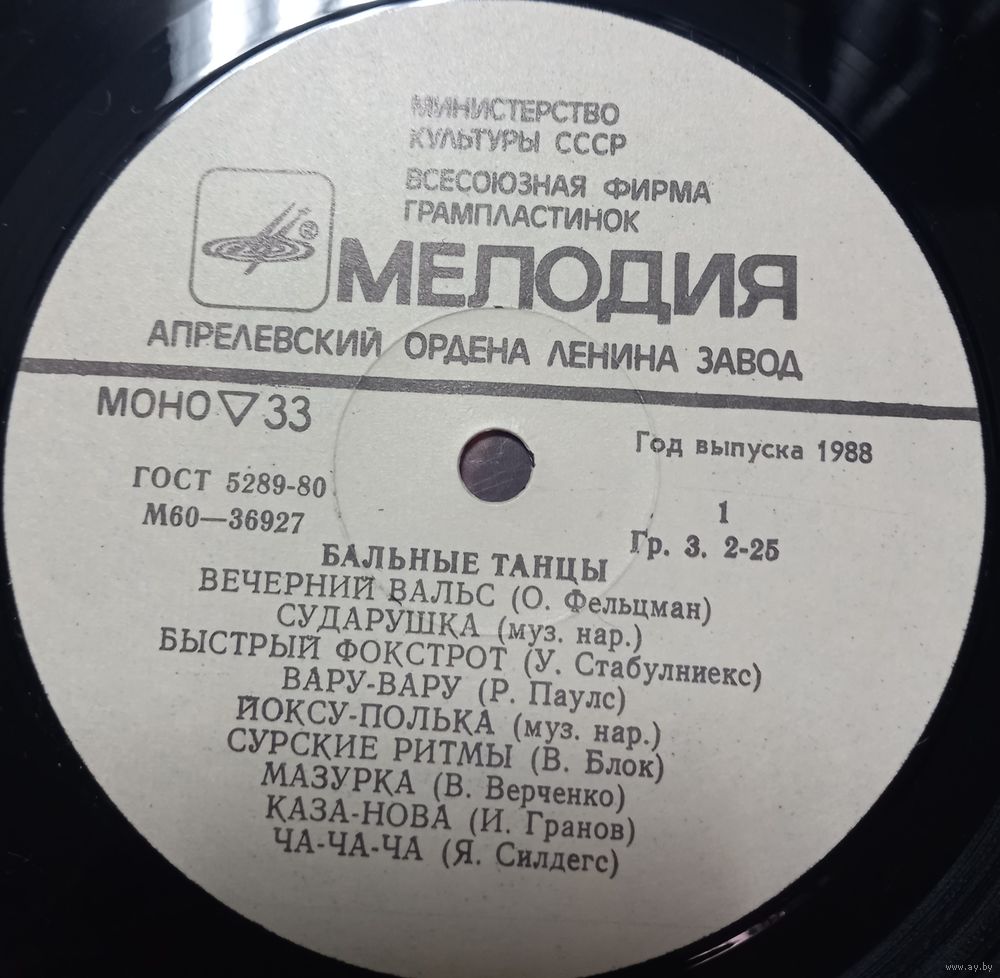 МИНИСТЕРСТВО
КУЛЬТУРЫ СССР
ВСЕСОЮЗНАЯ ФИРМА
ГРАМПЛАСТИНОК
МЕЛОДИЯ
АПРЕЛЕВСКИЙ ОРДЕНА ЛЕНИНА ЗАВОД
МОНО ▽ 33
Год выпуска 1988
ГОСТ 5289-80
М60—36927
1
Гр. 3. 2-25
БАЛЬНЫЕ ТАНЦЫ
ВЕЧЕРНИЙ ВАЛЬС (О. Фельцман)
СУДАРУШКА (муз. нар.)
БЫСТРЫЙ ФОКСТРОТ (У. Стабулниекс)
ВАРУ-ВАРУ (Р. Паулс)
ЙОКСУ-ПОЛЬКА (муз. нар.)
СУРСКИЕ РИТМЫ (В. Блок)
МАЗУРКА (В. Верченко)
КАЗА-НОВА (И. Гранов)
ЧА-ЧА-ЧА (Я. Силдегс)
www.ay.by